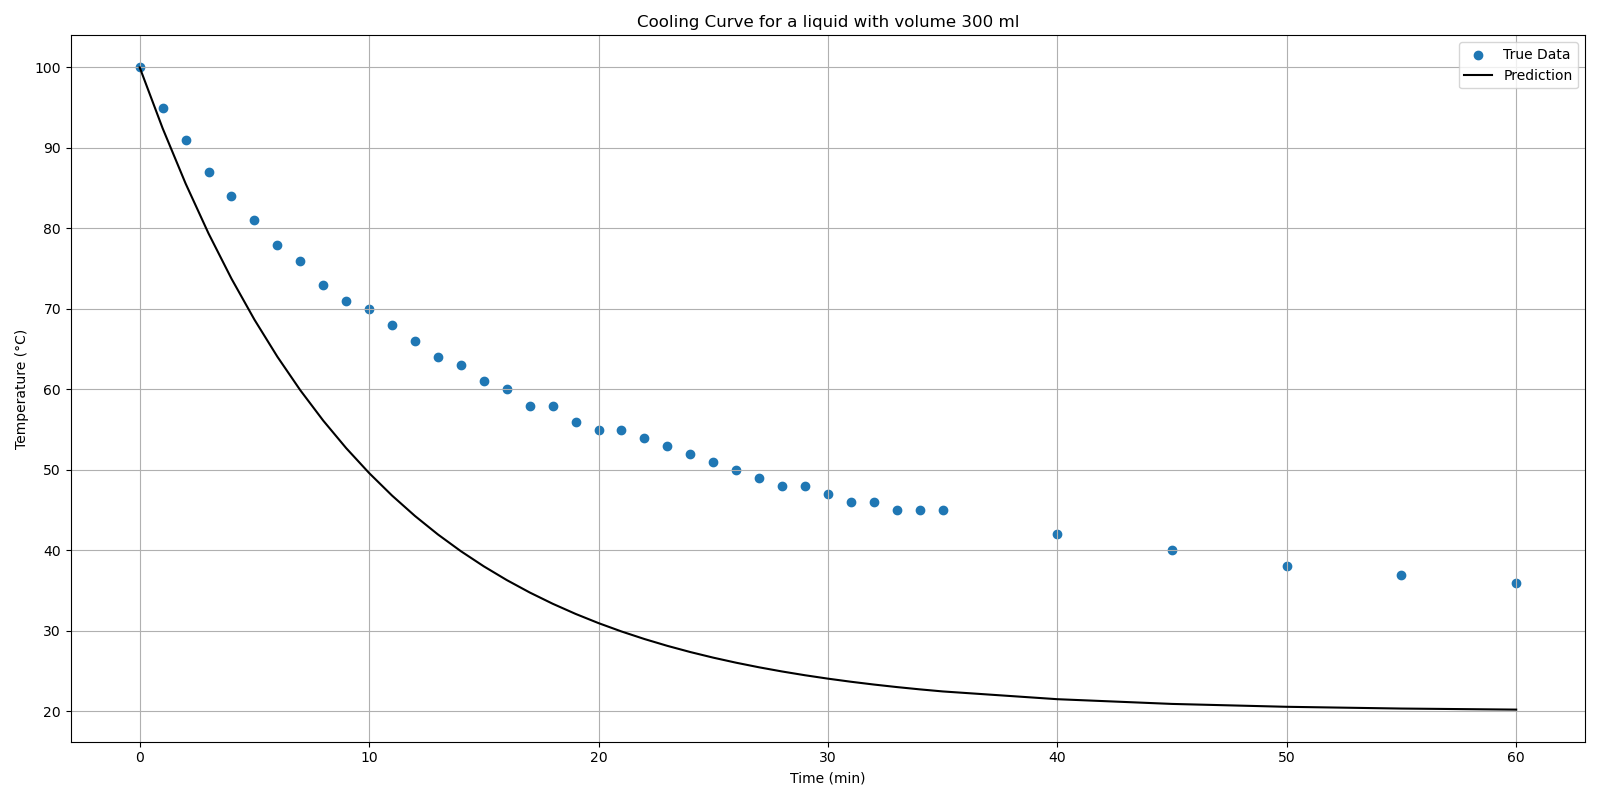 Cooling Curve for a liquid with volume 300 ml
True Data
Prediction
Temperature (°C)
100
90
80
70
60
50
40
30
20
0 10 20 30 40 50 60
Time (min)